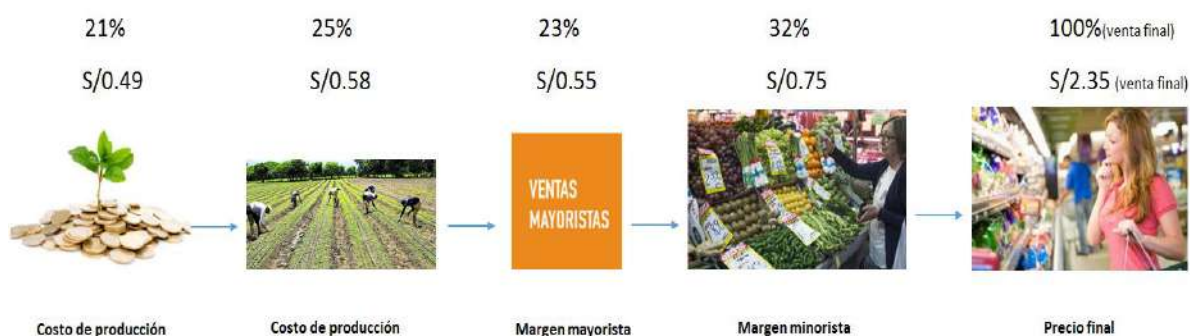 21% 25% 23% 32% 100%(venta final)
S/0.49 S/0.58 S/0.55 S/0.75 S/2.35 (venta final)
VENTAS
MAYORISTAS
Costo de producción Costo de producción Margen mayorista Margen minorista Precio final